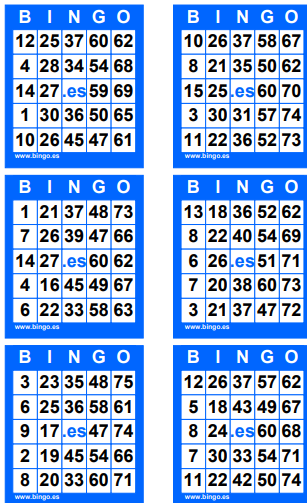 B I N G O
12 25 37 60 62
4 28 34 54 68
14 27 .es 59 69
1 30 36 50 65
10 26 45 47 61
www.bingo.es
B I N G O
10 26 37 58 67
8 21 35 50 62
15 25 .es 60 70
3 30 31 57 74
11 22 36 52 73
www.bingo.es
B I N G O
1 21 37 48 73
7 26 39 47 66
14 27 .es 60 62
4 16 45 49 67
6 22 33 58 63
www.bingo.es
B I N G O
13 18 36 52 62
8 22 40 54 69
6 26 .es 51 71
7 20 38 60 73
3 21 37 47 72
www.bingo.es
B I N G O
3 23 35 48 75
6 25 36 58 61
9 17 .es 47 74
2 19 45 54 66
8 20 33 60 71
www.bingo.es
B I N G O
12 26 37 57 62
5 18 43 49 67
8 24 .es 60 68
7 30 33 54 71
11 22 42 50 74
www.bingo.es